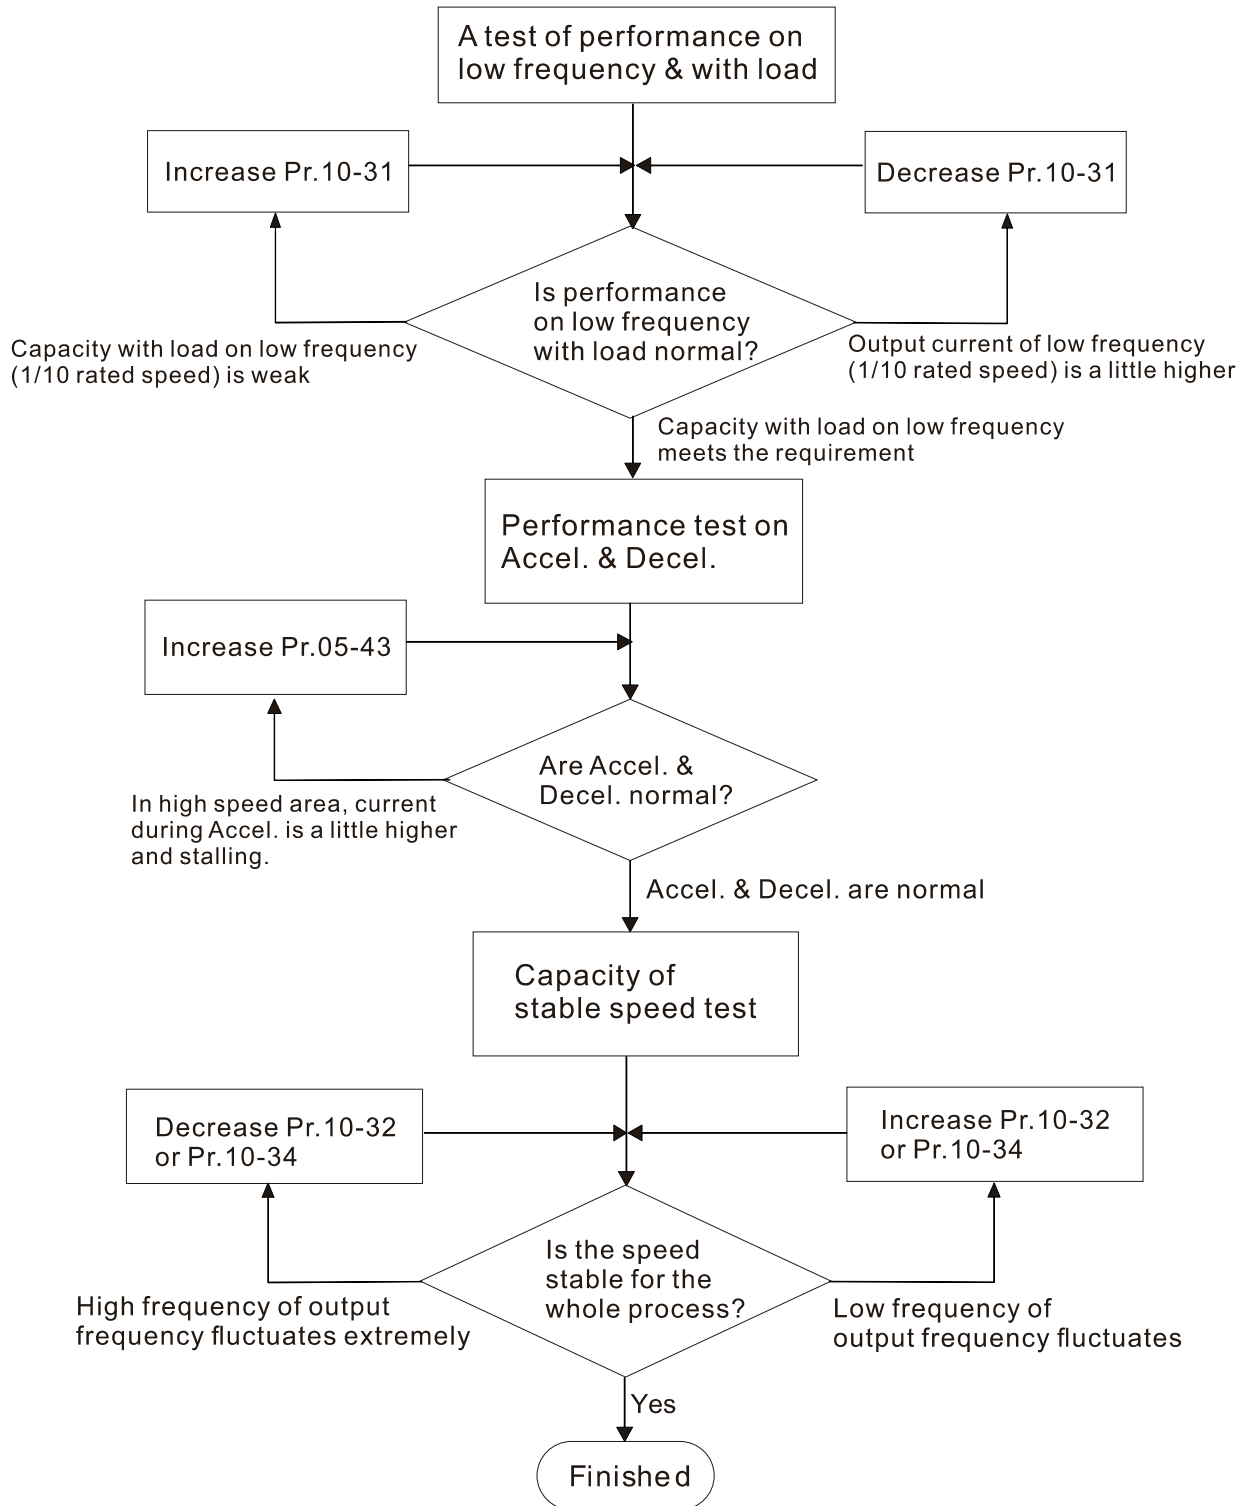 A test of performance on
low frequency & with load
Increase Pr.10-31
Decrease Pr.10-31
Is performance
on low frequency
with load normal?
Capacity with load on low frequency
(1/10 rated speed) is weak
Output current of low frequency
(1/10 rated speed) is a little higher
Capacity with load on low frequency
meets the requirement
Performance test on
Accel. & Decel.
Increase Pr.05-43
Are Accel. &
Decel. normal?
In high speed area, current
during Accel. is a little higher
and stalling.
Accel. & Decel. are normal
Capacity of
stable speed test
Decrease Pr.10-32
or Pr.10-34
Increase Pr.10-32
or Pr.10-34
Is the speed
stable for the
whole process?
High frequency of output
frequency fluctuates extremely
Low frequency of
output frequency fluctuates
Yes
Finished